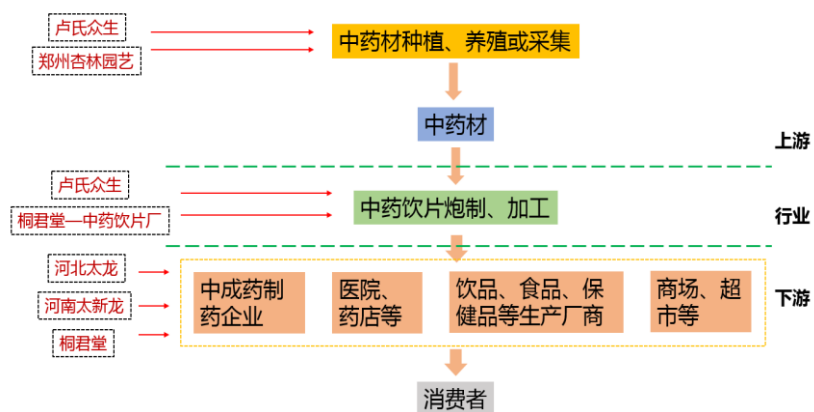 卢氏众生
郑州杏林园艺
中药材种植、养殖或采集
中药材
上游
卢氏众生
桐君堂—中药饮片厂
中药饮片炮制、加工
行业
河北太龙
河南太新龙
桐君堂
中成药制
药企业
医院、
药店等
饮品、食品、保
健品等生产厂商
商场、超
市等
下游
消费者